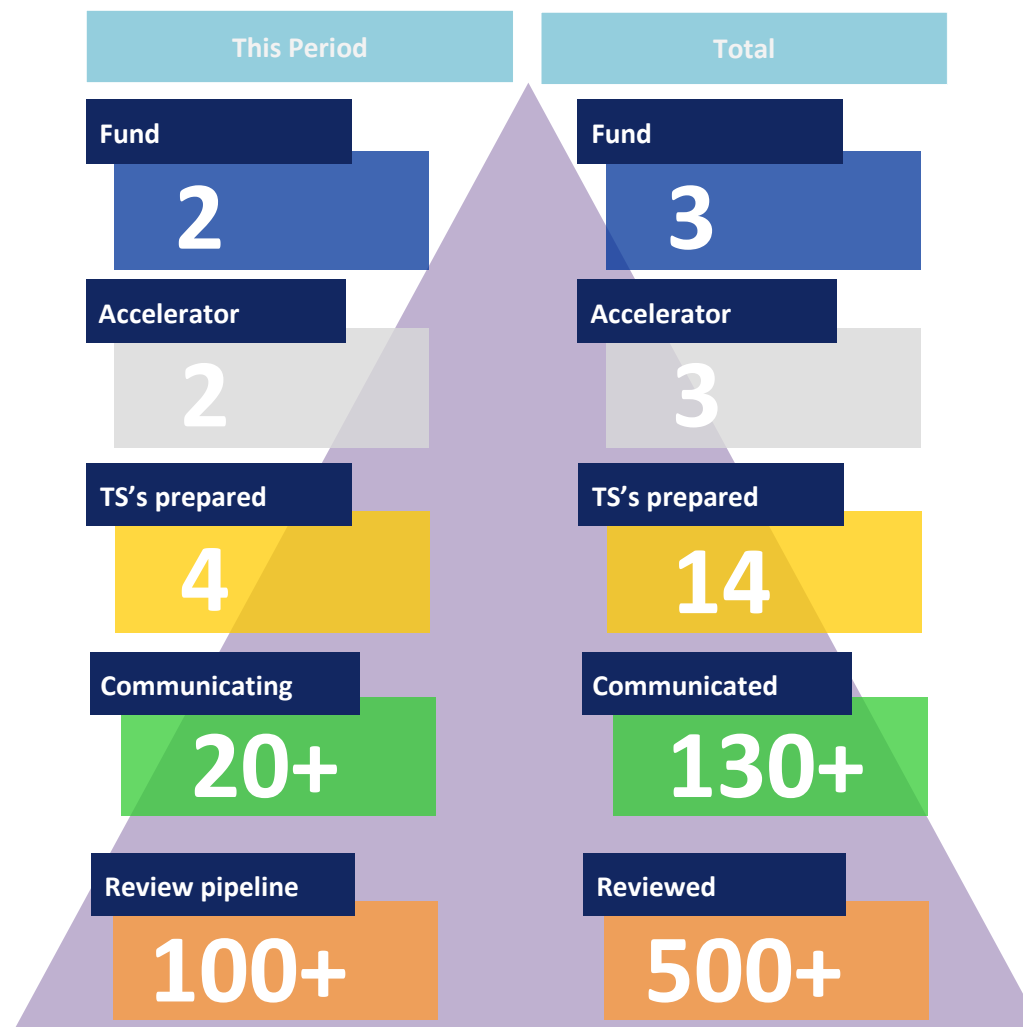 This Period
Total
Fund
2
Fund
3
Accelerator
2
Accelerator
3
TS’s prepared
4
TS’s prepared
14
Communicating
20+
Communicated
130+
Review pipeline
100+
Reviewed
500+